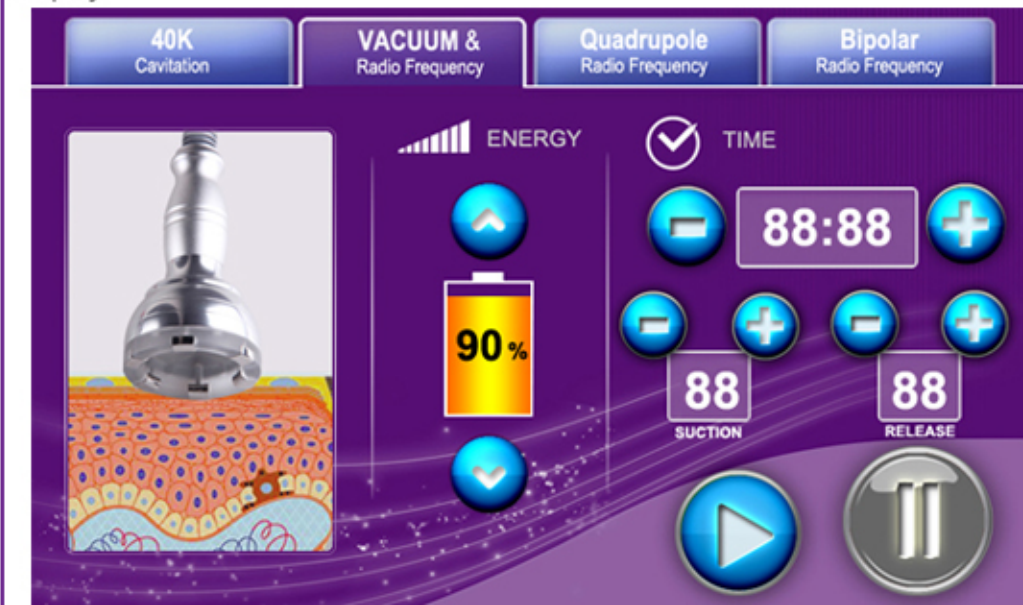 40K
Cavitation
VACUUM &
Radio Frequency
Quadrupole
Radio Frequency
Bipolar
Radio Frequency
ENERGY
TIME
88:88
90 %
88
SUCTION
88
RELEASE